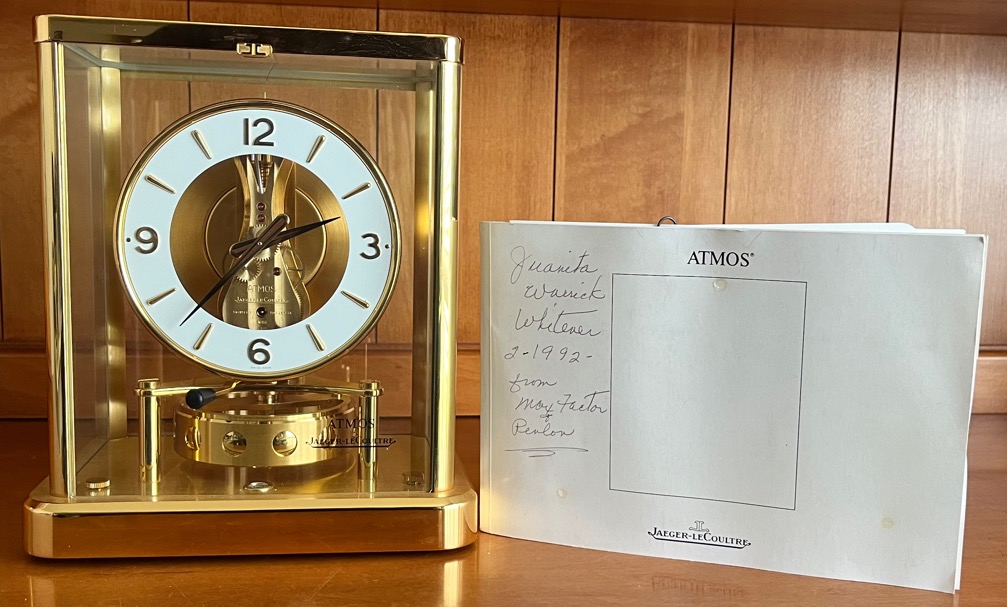 12
3
9
6
ATMOS
JAEGER-LECOULTRE
ATMOS
JAEGER-LECOULTRE
ATMOS®
Juanita
Warrick
Whitener
2-1992-
from
Max Factor
&
Revlon
JAEGER-LECOULTRE